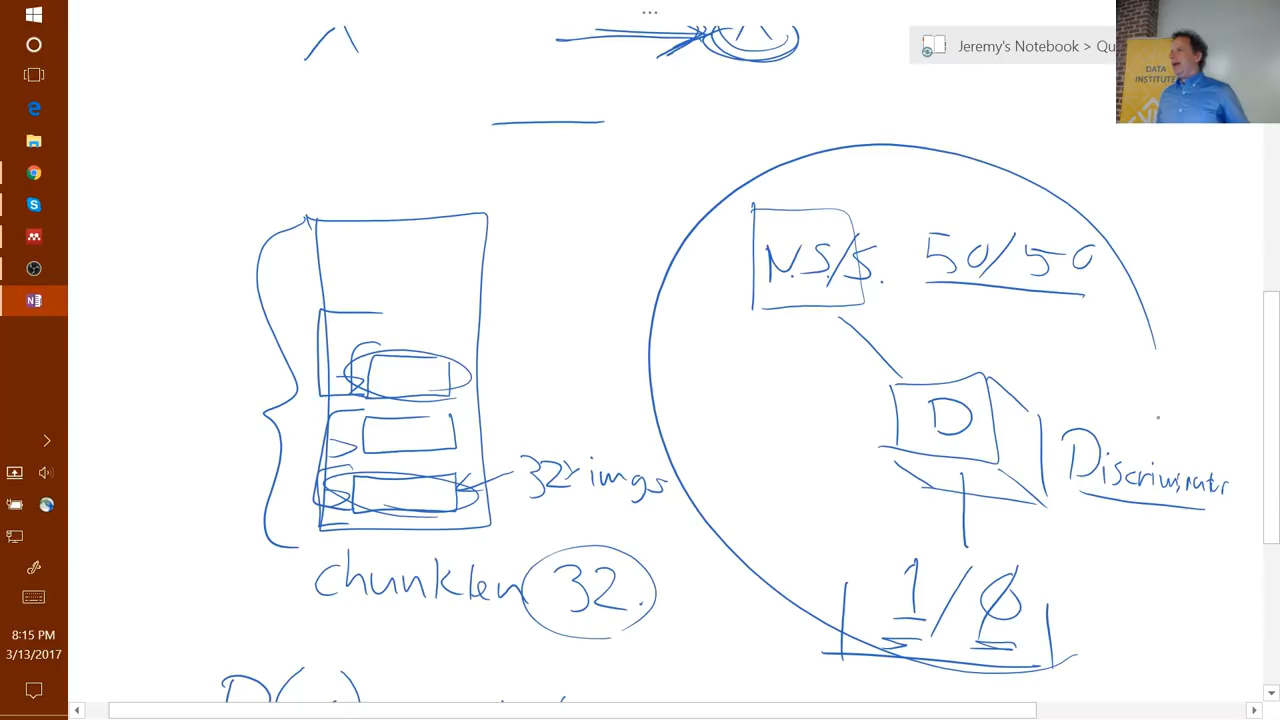 Jeremy's Notebook > Qu
DATA
INSTITUTE
N.S./S. 50/50
D
Discriminator
32x imgs
chunklen 32.
1/0
8:15 PM
3/13/2017
D(